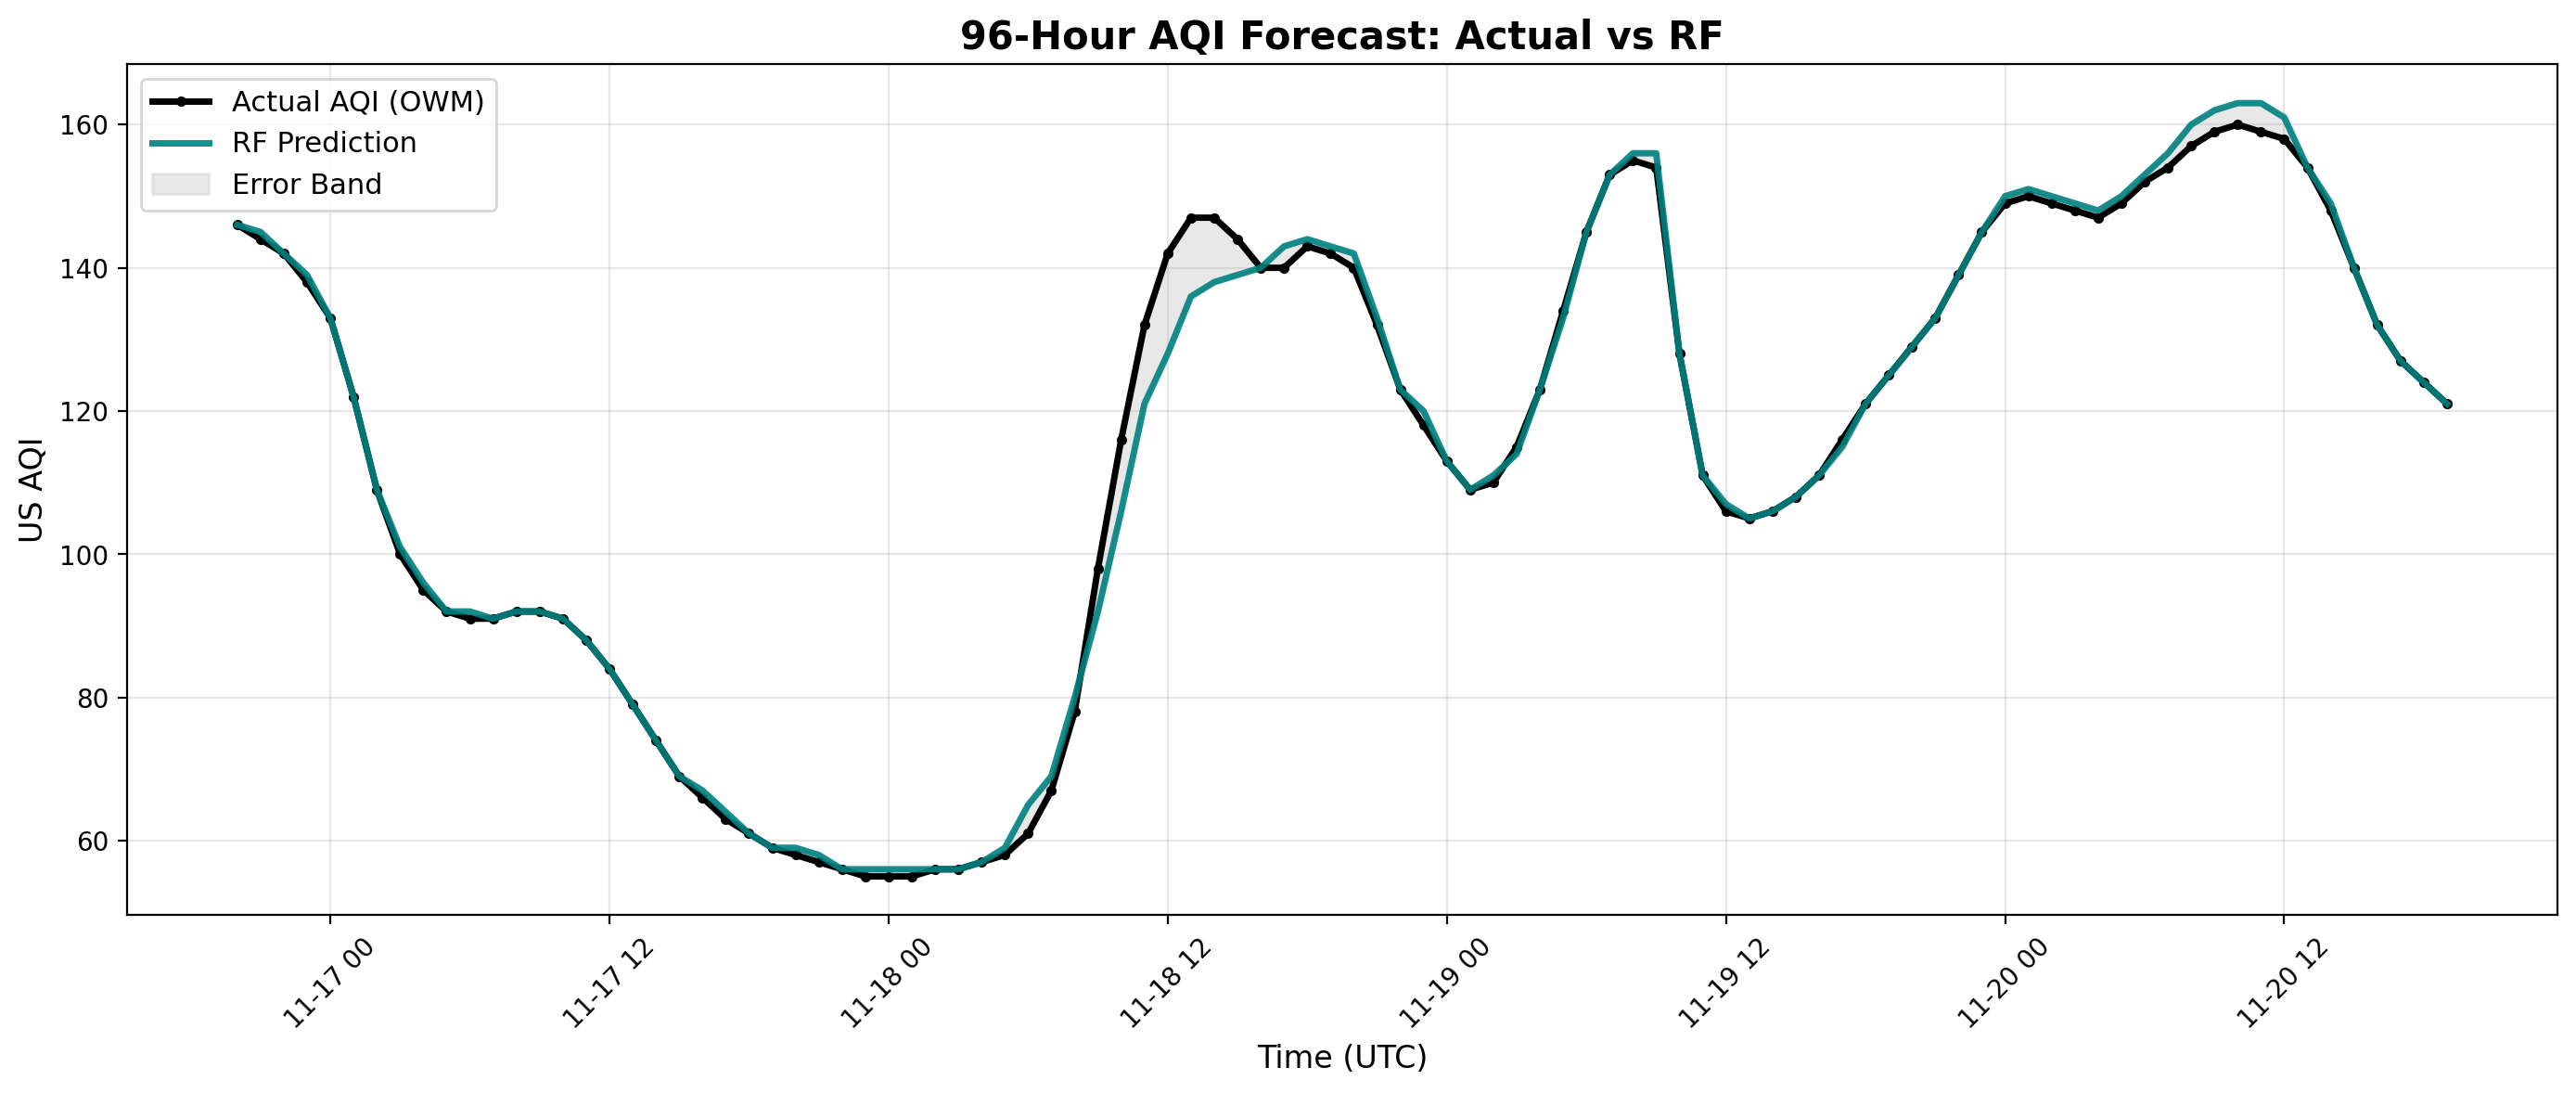 96-Hour AQI Forecast: Actual vs RF
Actual AQI (OWM)
RF Prediction
Error Band
US AQI
160
140
120
100
80
60
11-17 00
11-17 12
11-18 00
11-18 12
11-19 00
11-19 12
11-20 00
11-20 12
Time (UTC)